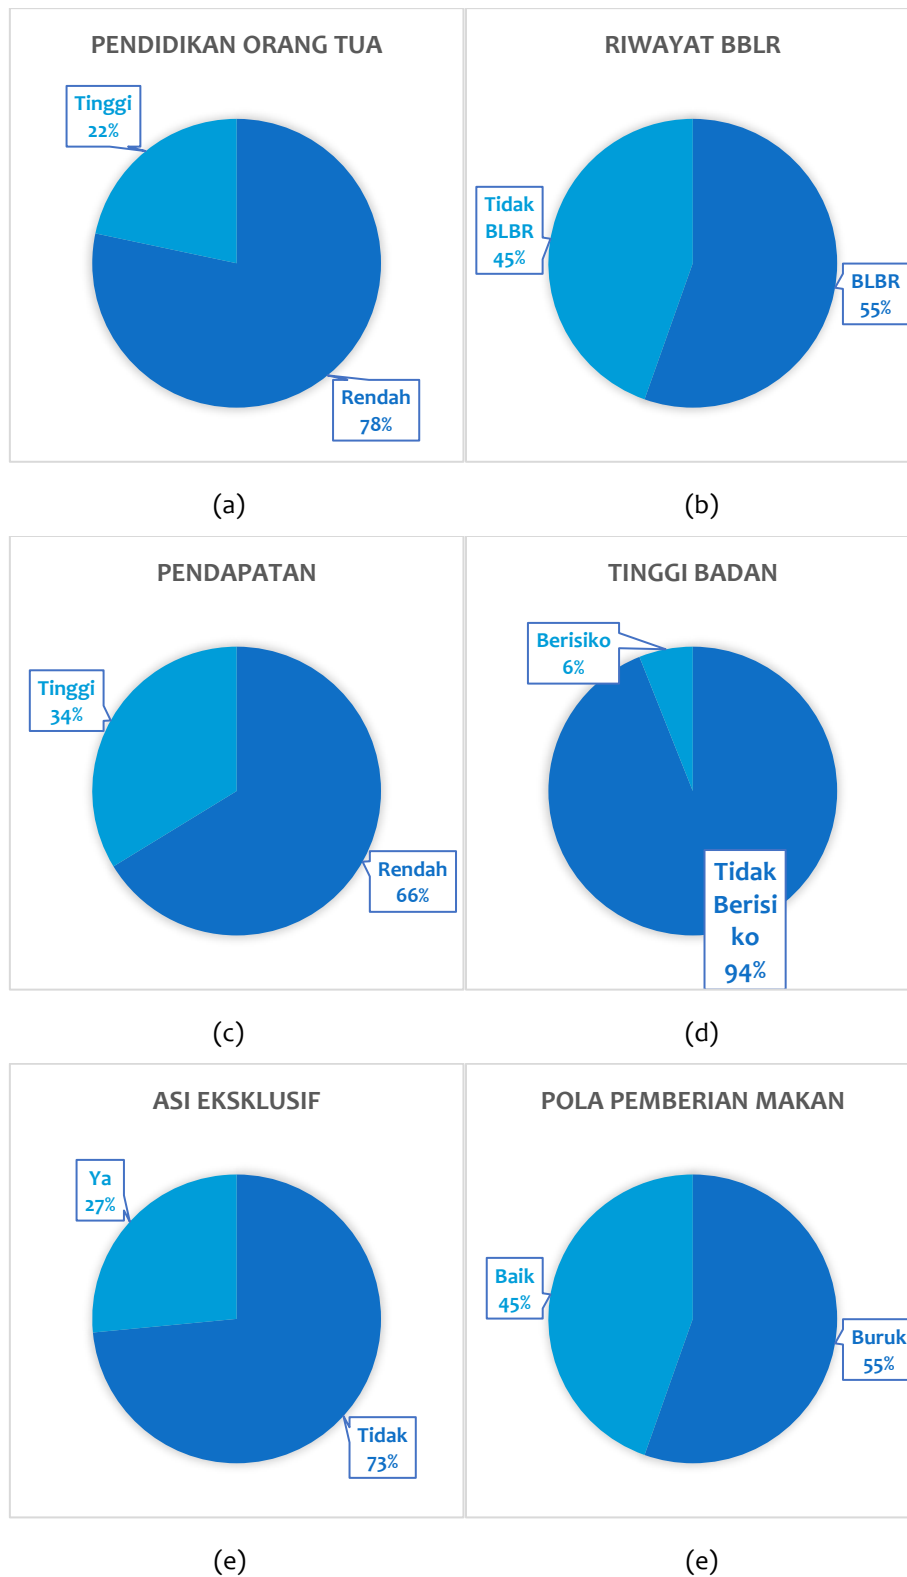 PENDIDIKAN ORANG TUA
Tinggi
22%
Rendah
78%
(a)
RIWAYAT BBLR
Tidak
BLBR
45%
BLBR
55%
(b)
PENDAPATAN
Tinggi
34%
Rendah
66%
(c)
TINGGI BADAN
Berisiko
6%
Tidak
Berisi
ko
94%
(d)
ASI EKSKLUSIF
Ya
27%
Tidak
73%
(e)
POLA PEMBERIAN MAKAN
Baik
45%
Buruk
55%
(e)